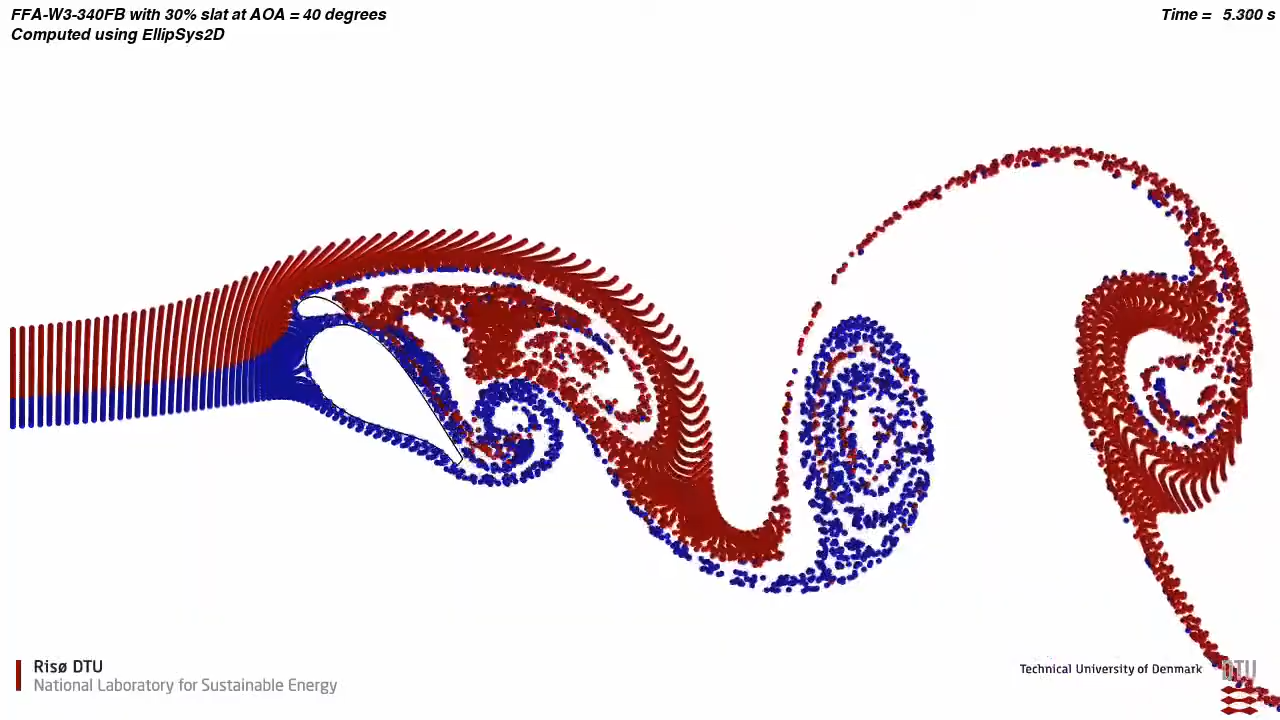 FFA-W3-340FB with 30% slat at AOA = 40 degrees
Time = 5.300 s
Computed using EllipSys2D
Risø DTU
National Laboratory for Sustainable Energy
Technical University of Denmark
DTU